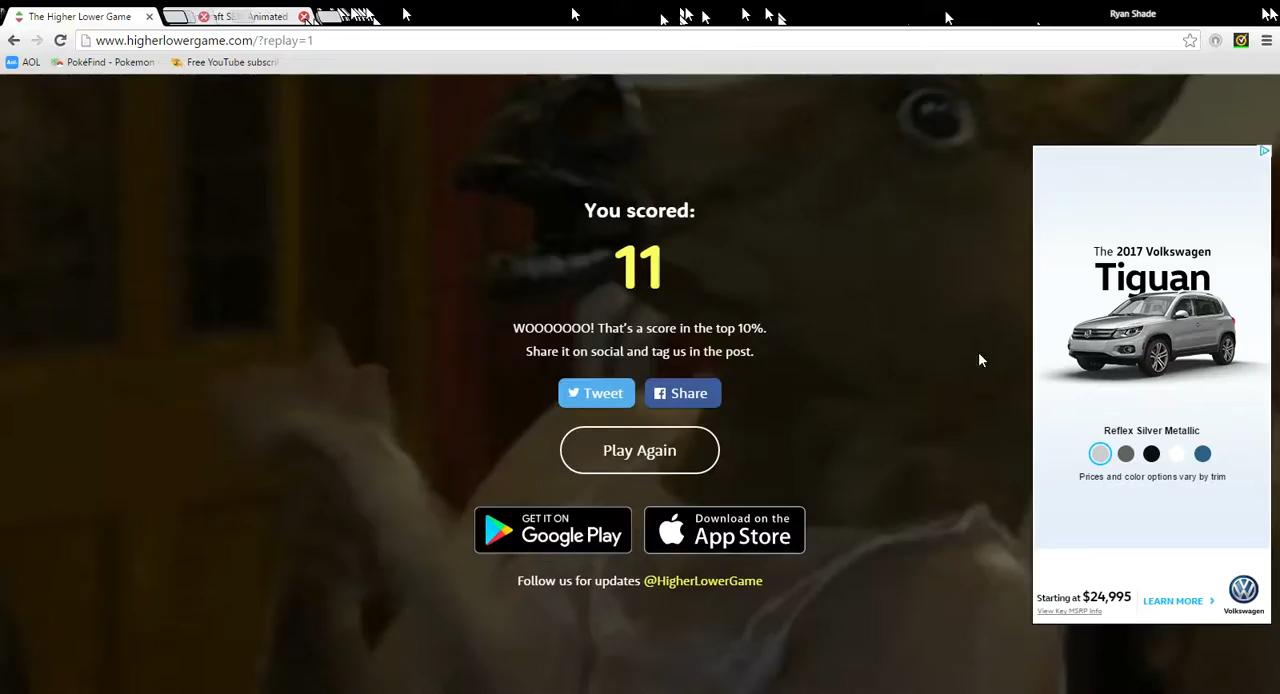 The Higher Lower Game
aft SE Animated
Ryan Shade
www.higherlowergame.com/?replay=1
Aol. AOL
PokéFind - Pokemon
Free YouTube subscri
You scored:
11
WOOOOOOO! That's a score in the top 10%.
Share it on social and tag us in the post.
Tweet
Share
Play Again
GET IT ON
Google Play
Download on the
App Store
Follow us for updates @HigherLowerGame
The 2017 Volkswagen
Tiguan
Reflex Silver Metallic
Prices and color options vary by trim
Starting at $24,995
View Key MSRP Info
LEARN MORE
Volkswagen